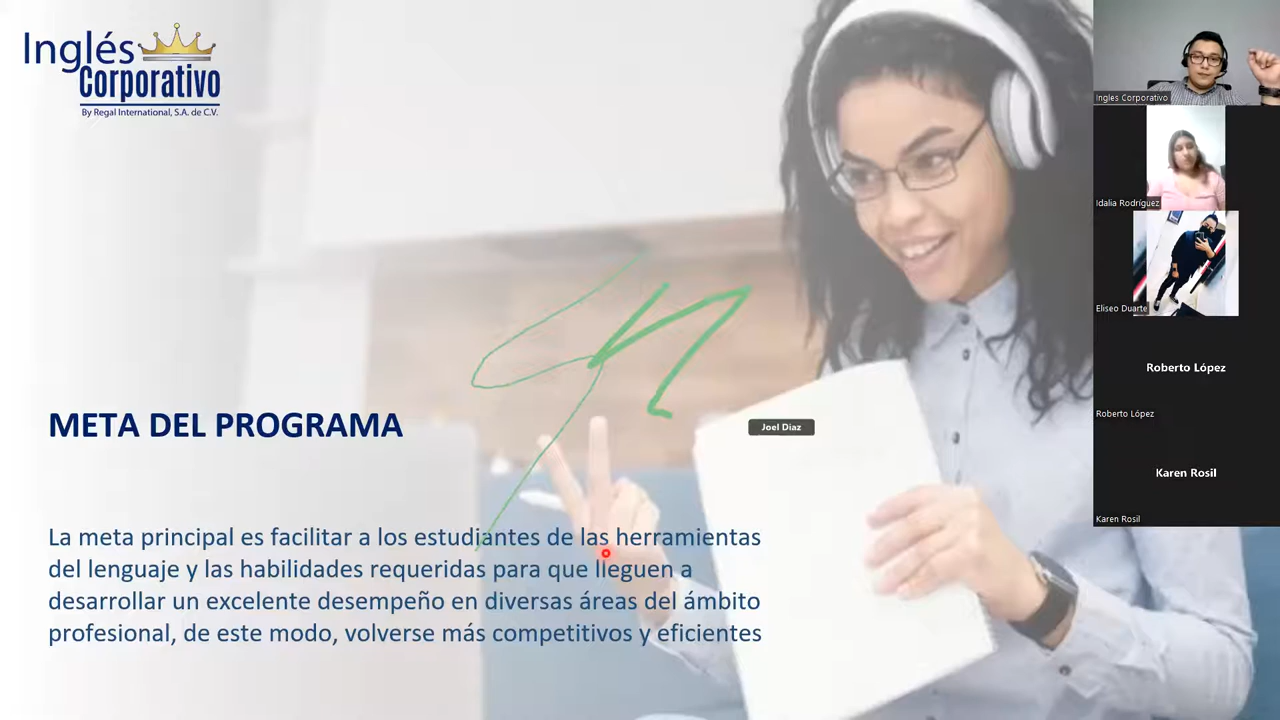 Inglés
Corporativo
By Regal International, S.A. de C.V.
META DEL PROGRAMA
La meta principal es facilitar a los estudiantes de las herramientas
del lenguaje y las habilidades requeridas para que lleguen a
desarrollar un excelente desempeño en diversas áreas del ámbito
profesional, de este modo, volverse más competitivos y eficientes
Joel Diaz
Ingles Corporativo
Idalia Rodríguez
Eliseo Duarte
Roberto López
Roberto López
Karen Rosil
Karen Rosil